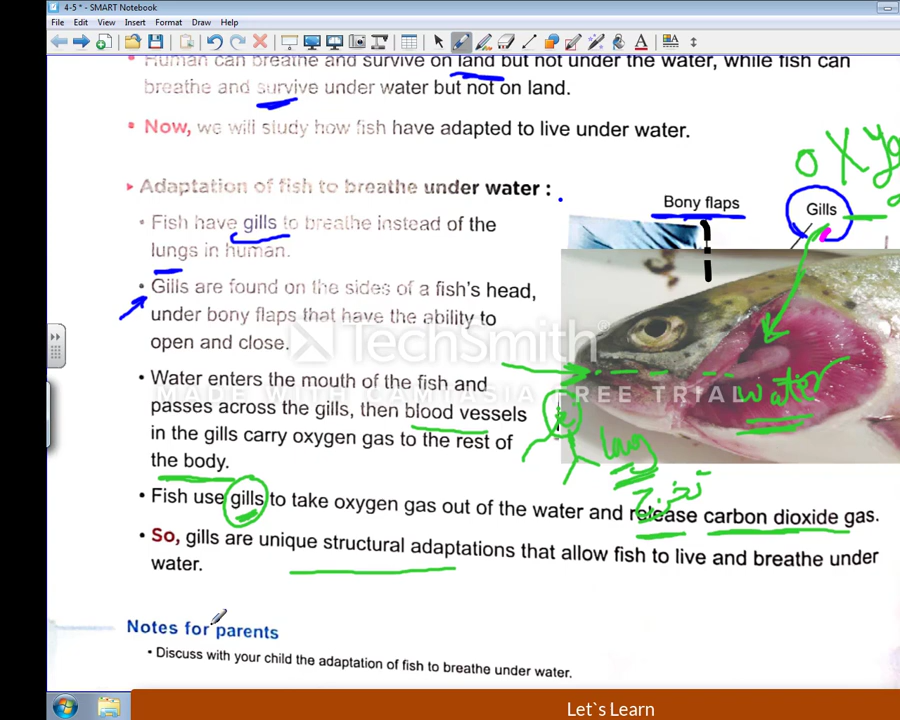 4-5 * - SMART Notebook
File Edit View Insert Format Draw Help
• Human can breathe and survive on land but not under the water, while fish can
breathe and survive under water but not on land.
• Now, we will study how fish have adapted to live under water.
Adaptation of fish to breathe under water :
• Fish have gills to breathe instead of the
lungs in human.
• Gills are found on the sides of a fish's head,
under bony flaps that have the ability to
open and close.
• Water enters the mouth of the fish and
passes across the gills, then blood vessels
in the gills carry oxygen gas to the rest of
the body.
• Fish use gills to take oxygen gas out of the water and release carbon dioxide gas.
• So, gills are unique structural adaptations that allow fish to live and breathe under
water.
Bony flaps
Gills
oxyg
water
تخرج
TechSmith®
MADE WITH CAMTASIA FREE TRIAL
Notes for parents
• Discuss with your child the adaptation of fish to breathe under water.
Let`s Learn